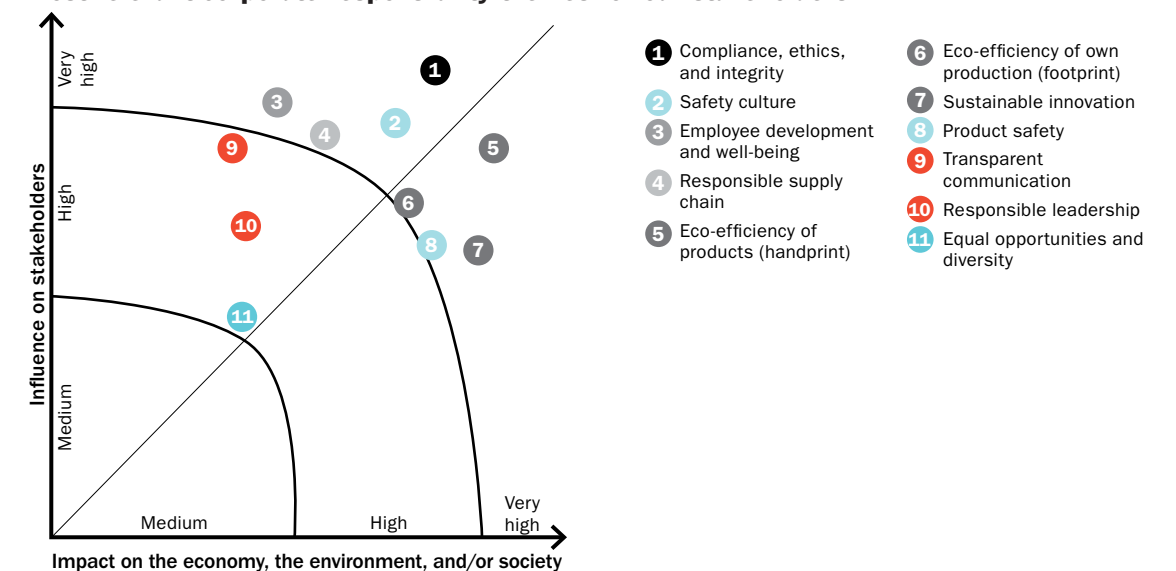 Very
high
High
Medium
Influence on stakeholders
1
3
2
4
9
5
6
10
8
7
11
Medium
High
Very
high
Impact on the economy, the environment, and/or society
1 Compliance, ethics,
and integrity
2 Safety culture
3 Employee development
and well-being
4 Responsible supply
chain
5 Eco-efficiency of
products (handprint)
6 Eco-efficiency of own
production (footprint)
7 Sustainable innovation
8 Product safety
9 Transparent
communication
10 Responsible leadership
11 Equal opportunities and
diversity